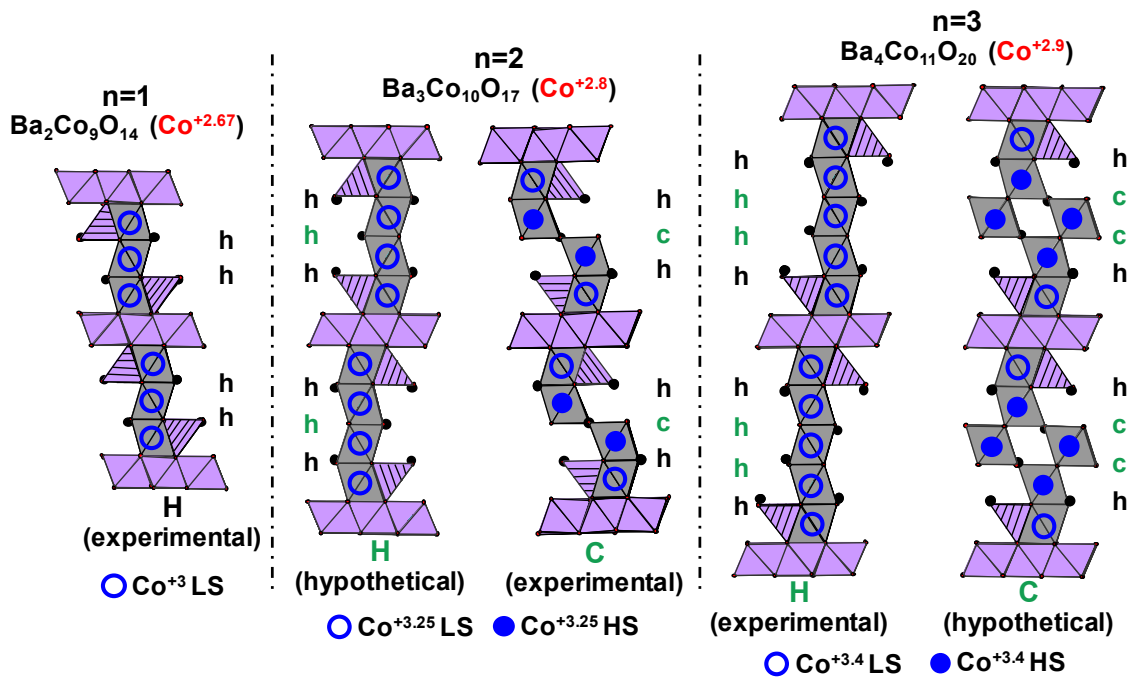 n=1
Ba2Co9O14 (Co+2.67)
h
h
h
h
H
(experimental)
Co+3 LS
n=2
Ba3Co10O17 (Co+2.8)
h
h
h
h
h
h
H
(hypothetical)
h
c
h
h
c
h
C
(experimental)
Co+3.25 LS Co+3.25 HS
n=3
Ba4Co11O20 (Co+2.9)
h
h
h
h
h
h
h
h
H
(experimental)
h
c
c
h
h
c
c
h
C
(hypothetical)
Co+3.4 LS Co+3.4 HS